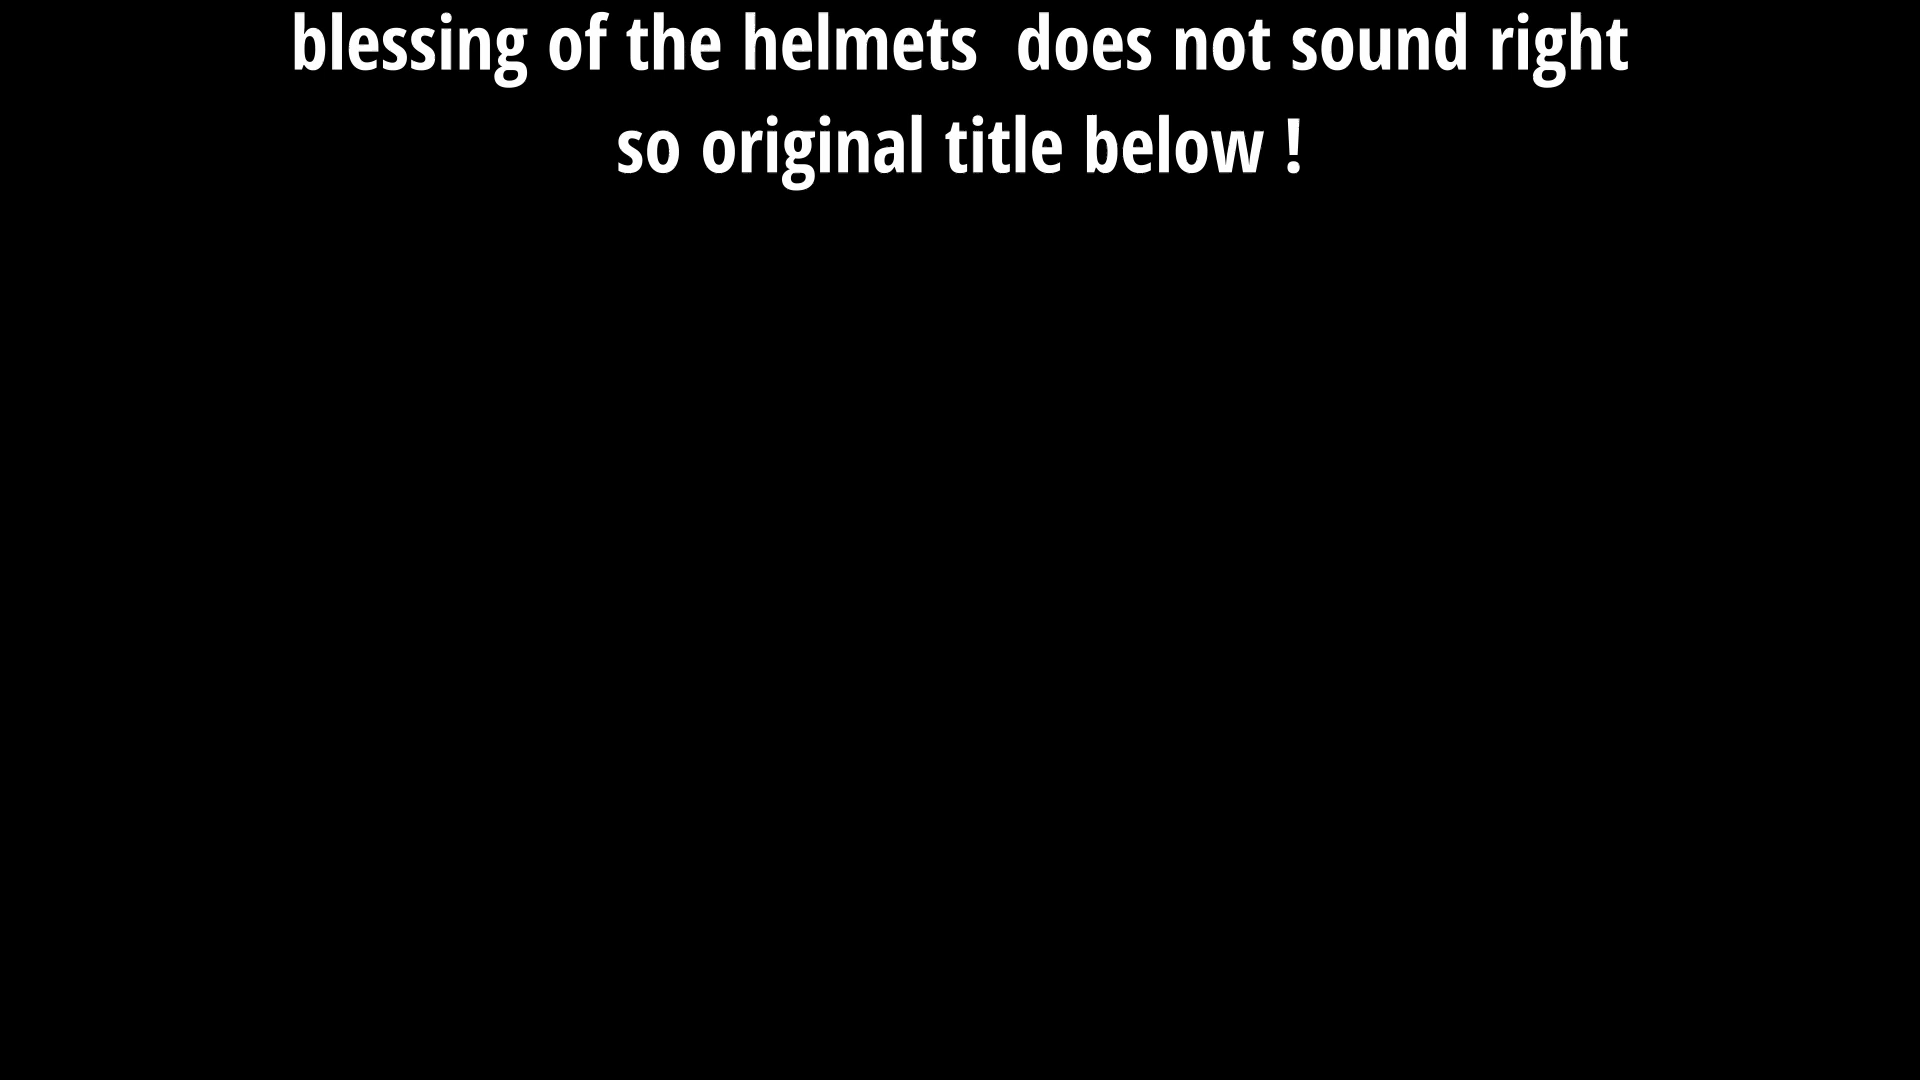 blessing of the helmets  does not sound right
so original title below !